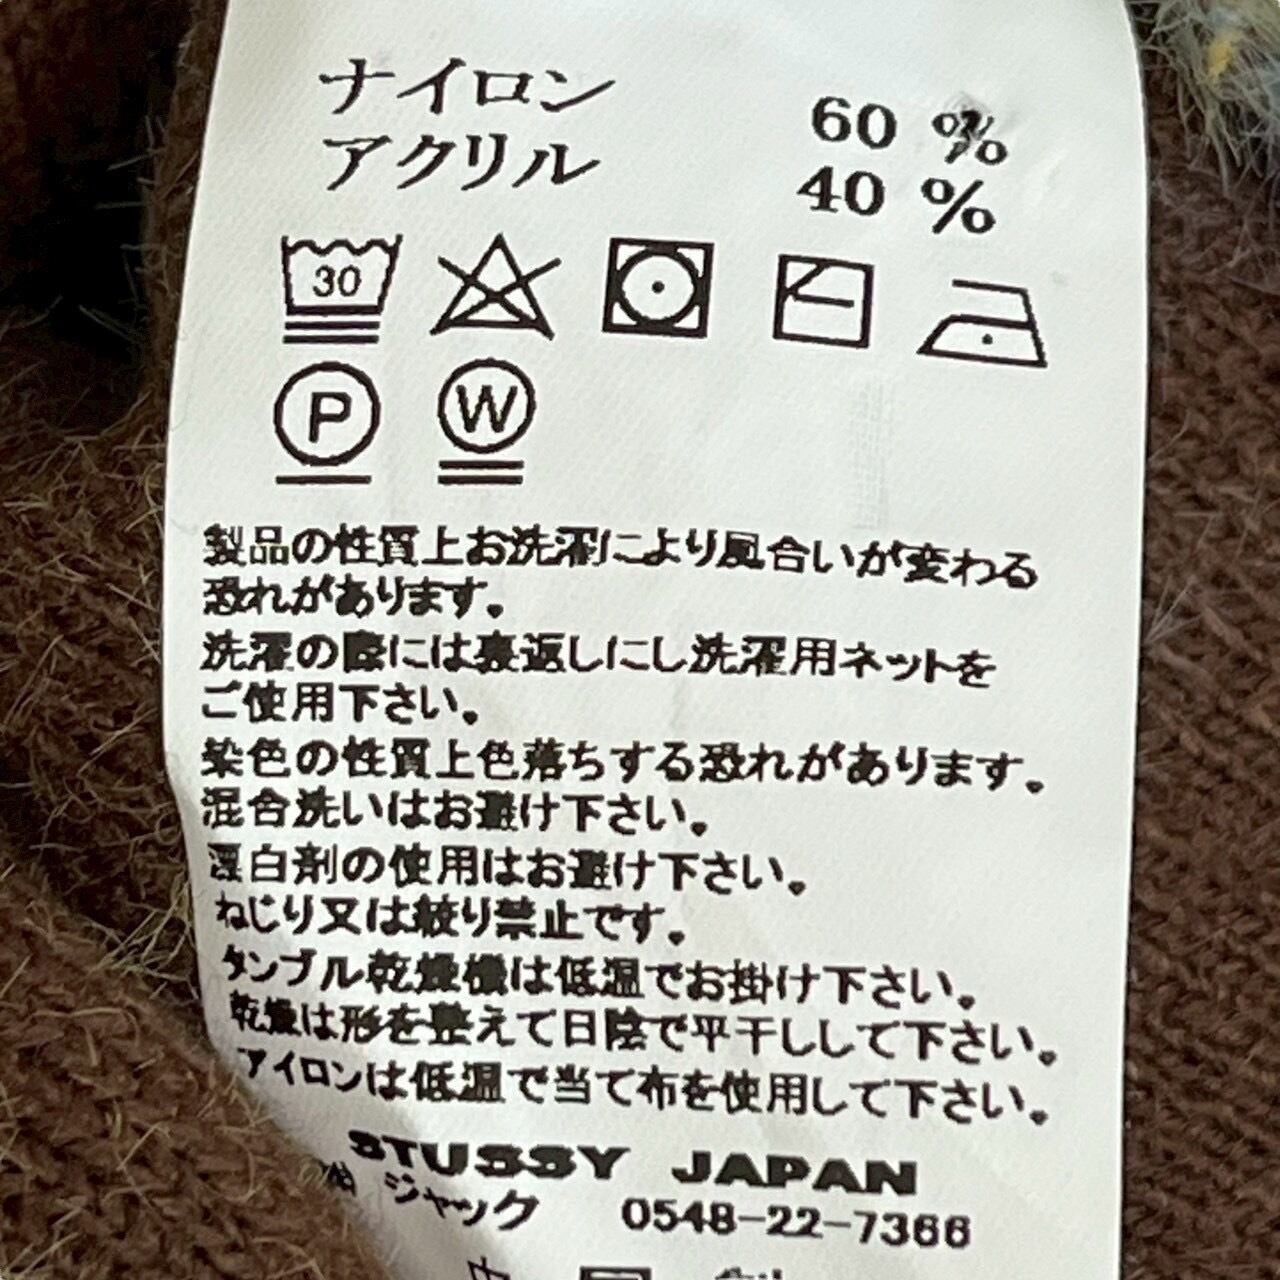 ナイロン 60 %
アクリル 40 %
30
P W
製品の性質上お洗濯により風合いが変わる
恐れがあります。
洗濯の際には裏返しにし洗濯用ネットを
ご使用下さい。
染色の性質上色落ちする恐れがあります。
混合洗いはお避け下さい。
漂白剤の使用はお避け下さい。
ねじり又は絞り禁止です。
タンブル乾燥機は低温でお掛け下さい。
乾燥は形を整えて日陰で平干しして下さい。
アイロンは低温で当て布を使用して下さい。
STUSSY JAPAN
ジャック 0548-22-7366